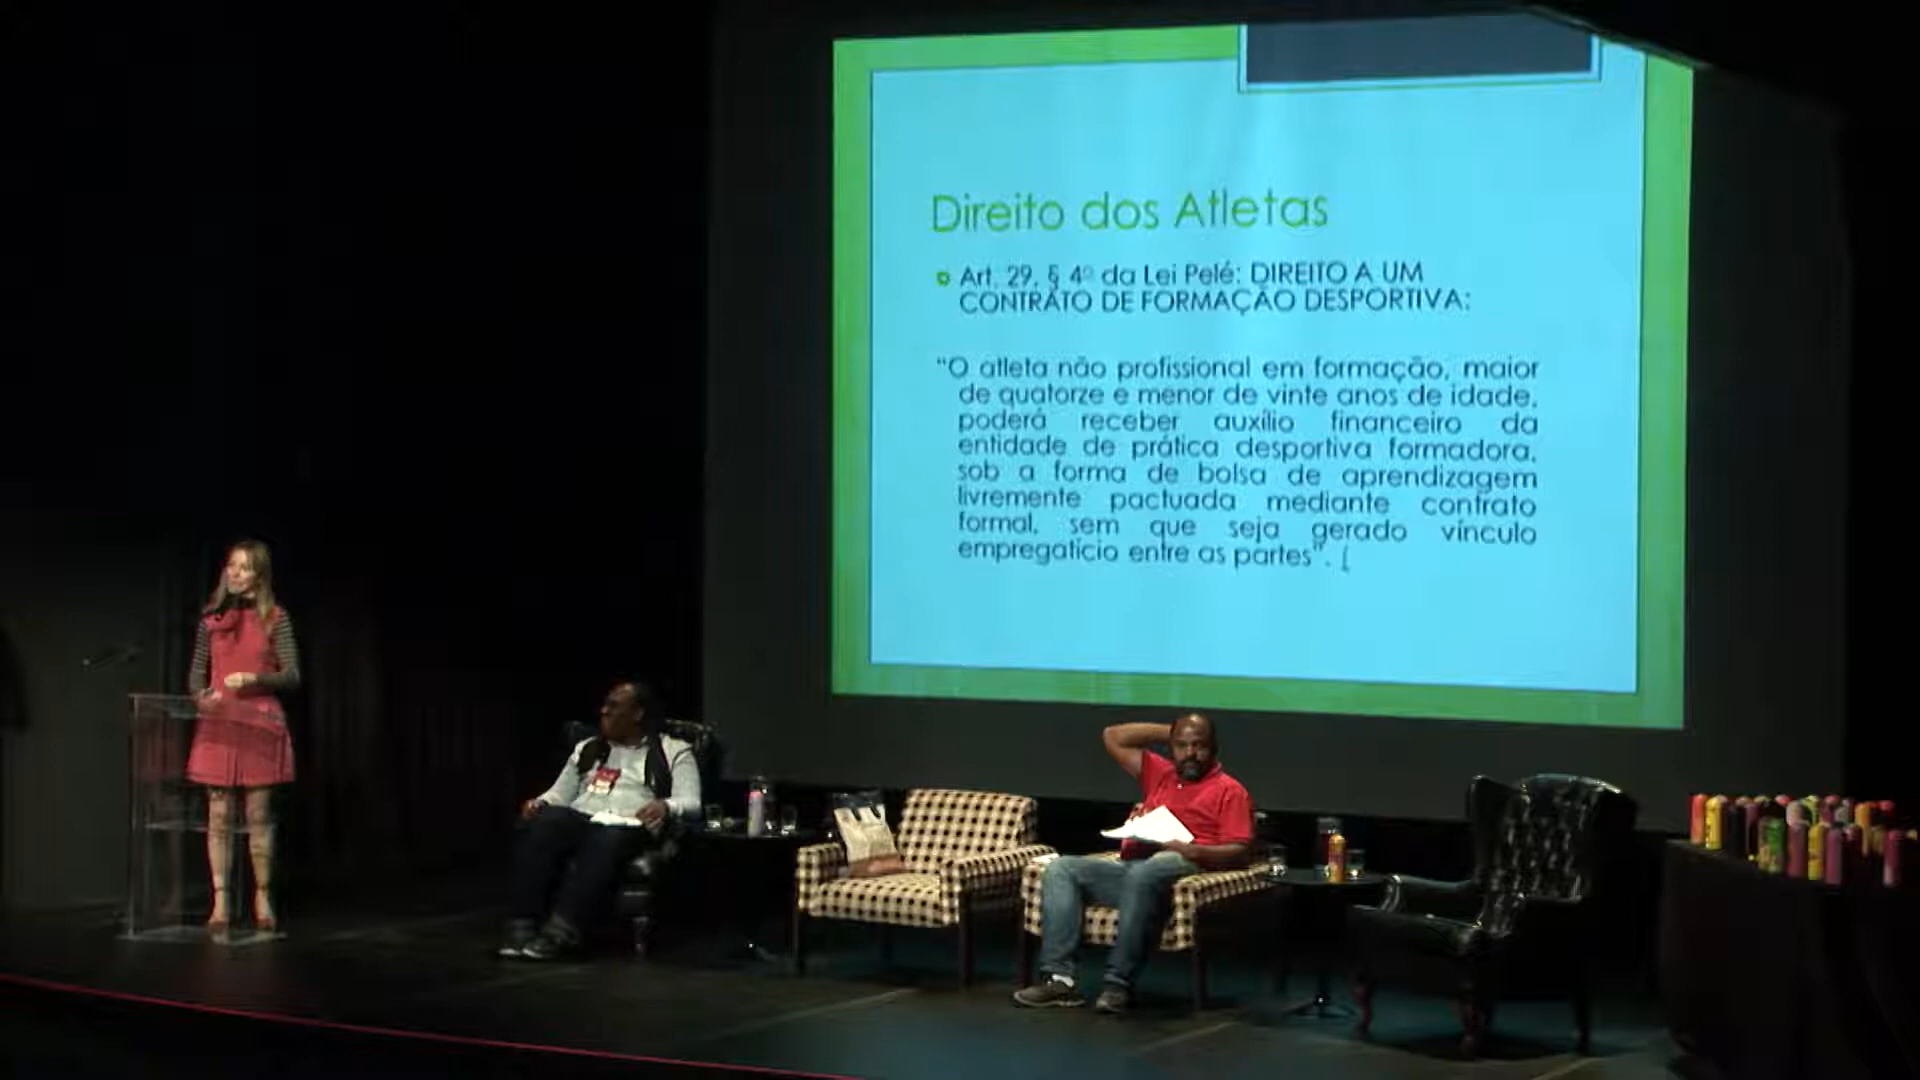 Direito dos Atletas
Art. 29, § 4º da Lei Pelé: DIREITO A UM
CONTRATO DE FORMAÇÃO DESPORTIVA:
“O atleta não profissional em formação, maior
de quatorze e menor de vinte anos de idade,
poderá receber auxílio financeiro da
entidade de prática desportiva formadora,
sob a forma de bolsa de aprendizagem
livremente pactuada mediante contrato
formal, sem que seja gerado vínculo
empregatício entre as partes”. [